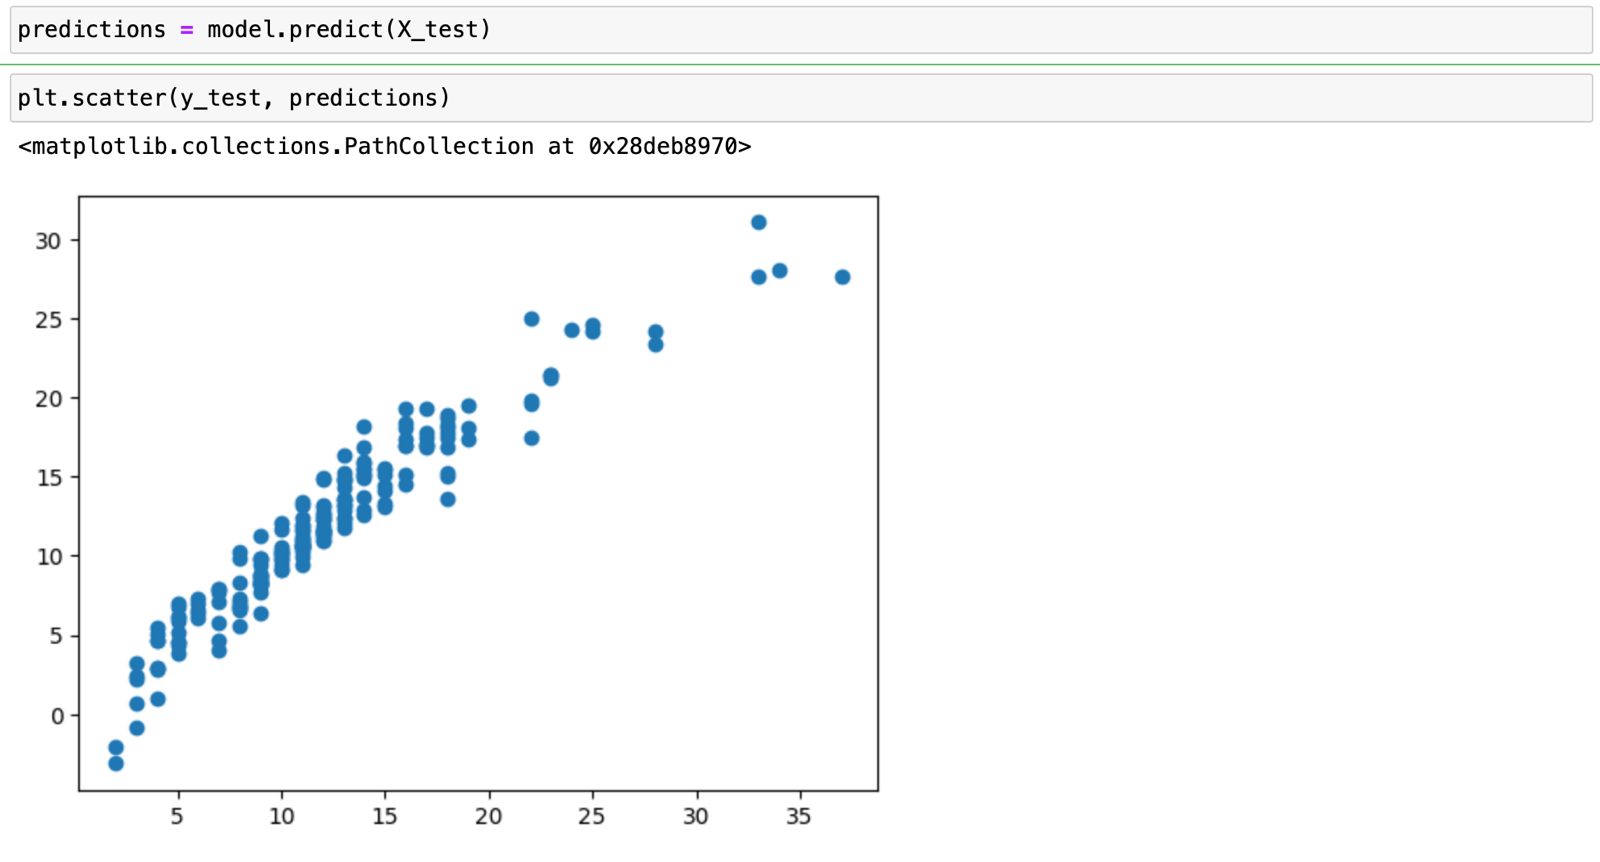 predictions = model.predict(X_test)
plt.scatter(y_test, predictions)
<matplotlib.collections.PathCollection at 0x28deb8970>
30
25
20
15
10
5
0
5 10 15 20 25 30 35